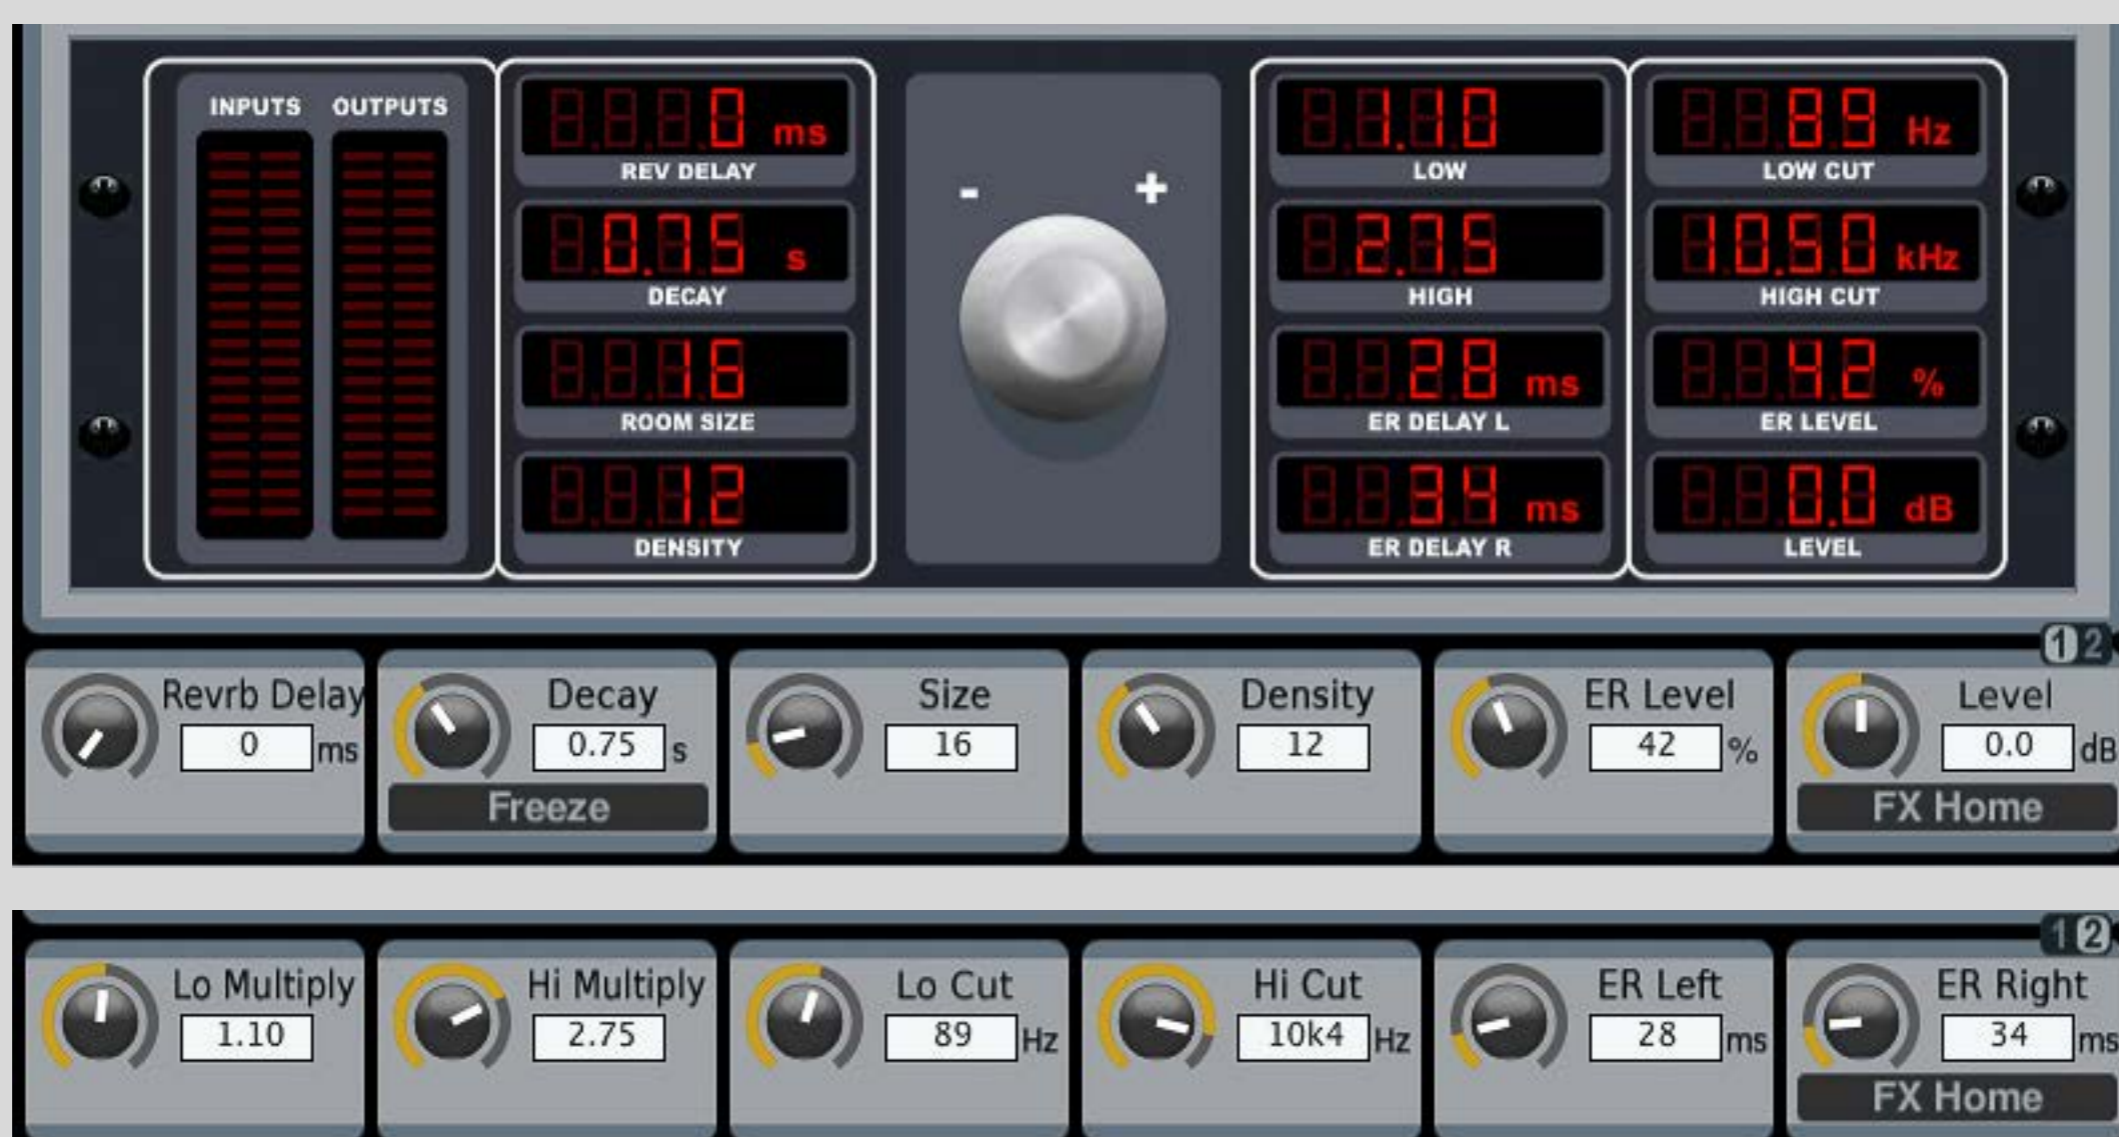 INPUTS OUTPUTS
0 ms
REV DELAY
0.75 s
DECAY
16
ROOM SIZE
12
DENSITY
- +
1.10
LOW
2.75
HIGH
28 ms
ER DELAY L
34 ms
ER DELAY R
89 Hz
LOW CUT
10.50 kHz
HIGH CUT
42 %
ER LEVEL
0.0 dB
LEVEL
1 2
Revrb Delay
0 ms
Decay
0.75 s
Freeze
Size
16
Density
12
ER Level
42 %
Level
0.0 dB
FX Home
1 2
Lo Multiply
1.10
Hi Multiply
2.75
Lo Cut
89 Hz
Hi Cut
10k4 Hz
ER Left
28 ms
ER Right
34 ms
FX Home